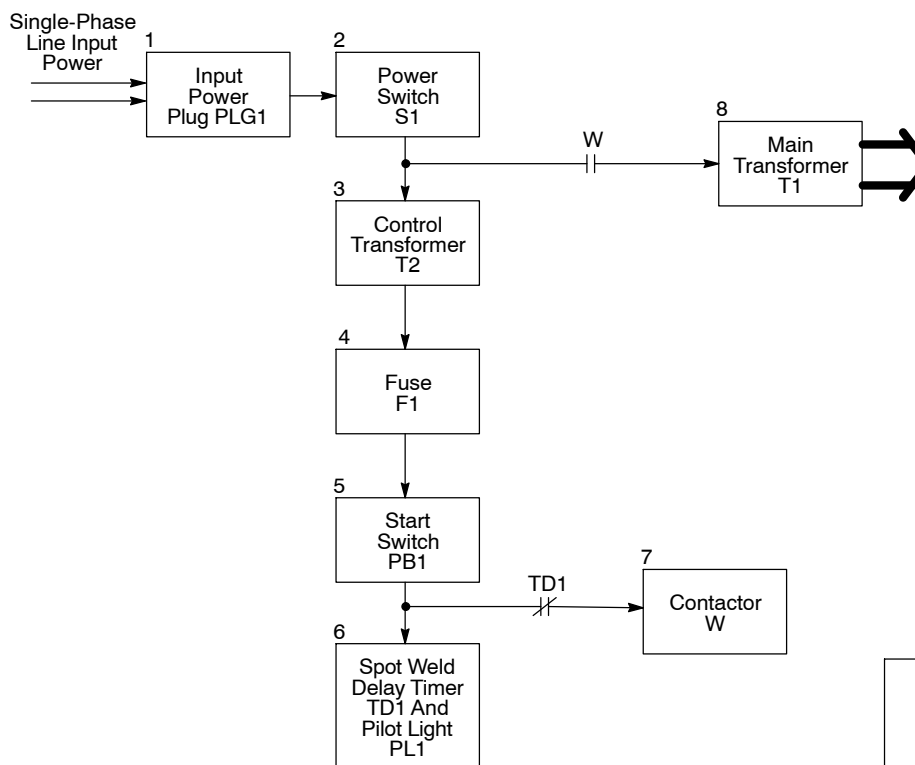 Single-Phase
Line Input
Power
1
Input
Power
Plug PLG1
2
Power
Switch
S1
W
8
Main
Transformer
T1
3
Control
Transformer
T2
4
Fuse
F1
5
Start
Switch
PB1
TD1
7
Contactor
W
6
Spot Weld
Delay Timer
TD1 And
Pilot Light
PL1